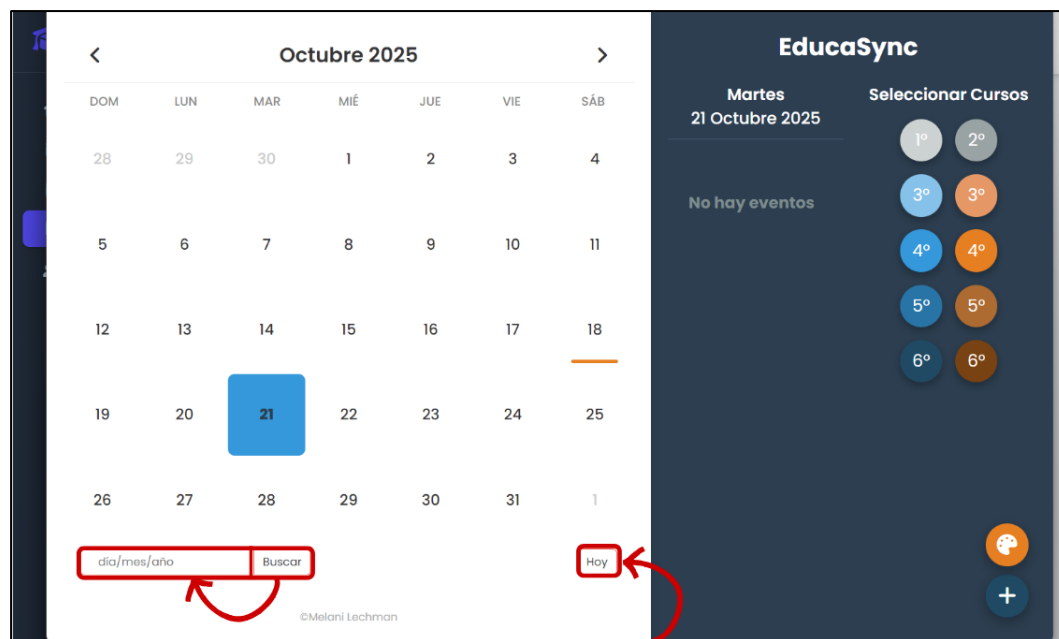 Octubre 2025
DOM LUN MAR MIÉ JUE VIE SÁB
28 29 30 1 2 3 4
5 6 7 8 9 10 11
12 13 14 15 16 17 18
19 20 21 22 23 24 25
26 27 28 29 30 31 1
día/mes/año Buscar Hoy
©Melani Lechman
EducaSync
Martes
21 Octubre 2025
No hay eventos
Seleccionar Cursos
1º 2º
3º 3º
4º 4º
5º 5º
6º 6º